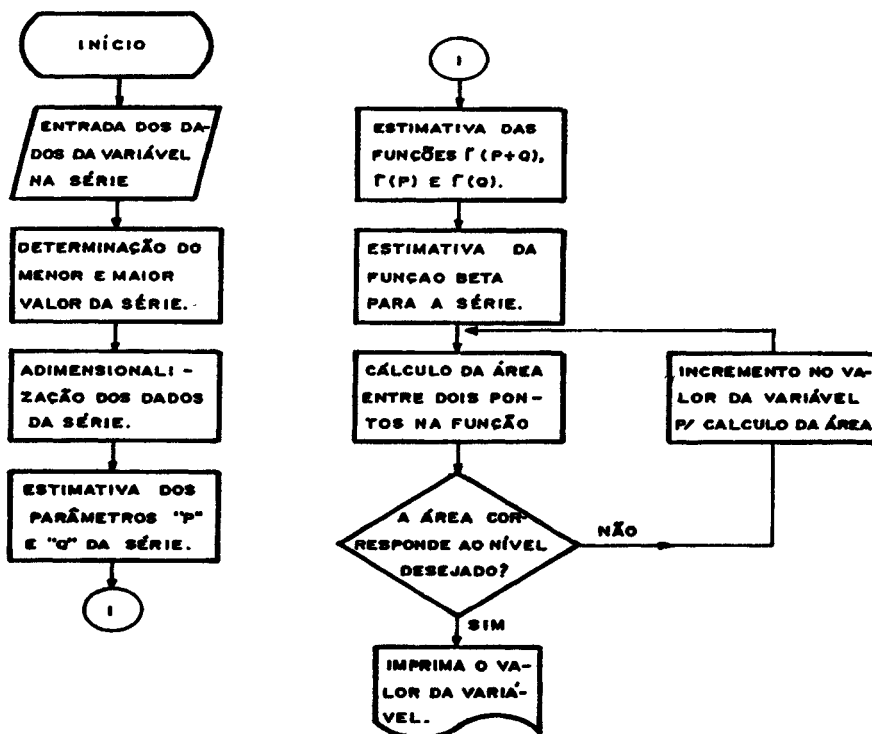 INÍCIO
ENTRADA DOS DA-
DOS DA VARIÁVEL
NA SÉRIE
DETERMINAÇÃO DO
MENOR E MAIOR
VALOR DA SÉRIE.
ADIMENSIONALI -
ZAÇÃO DOS DADOS
DA SÉRIE.
ESTIMATIVA DOS
PARÂMETROS "P"
E "Q" DA SÉRIE.
I
I
ESTIMATIVA DAS
FUNÇÕES Γ(P+Q),
Γ(P) E Γ(Q).
ESTIMATIVA DA
FUNÇAO BETA
PARA A SÉRIE.
CÁLCULO DA ÁREA
ENTRE DOIS PON-
TOS NA FUNÇÃO
INCREMENTO NO VA-
LOR DA VARIÁVEL
P/ CALCULO DA ÁREA
A ÁREA COR-
RESPONDE AO NÍVEL
DESEJADO?
NÃO
SIM
IMPRIMA O VA-
LOR DA VARIÁ-
VEL.